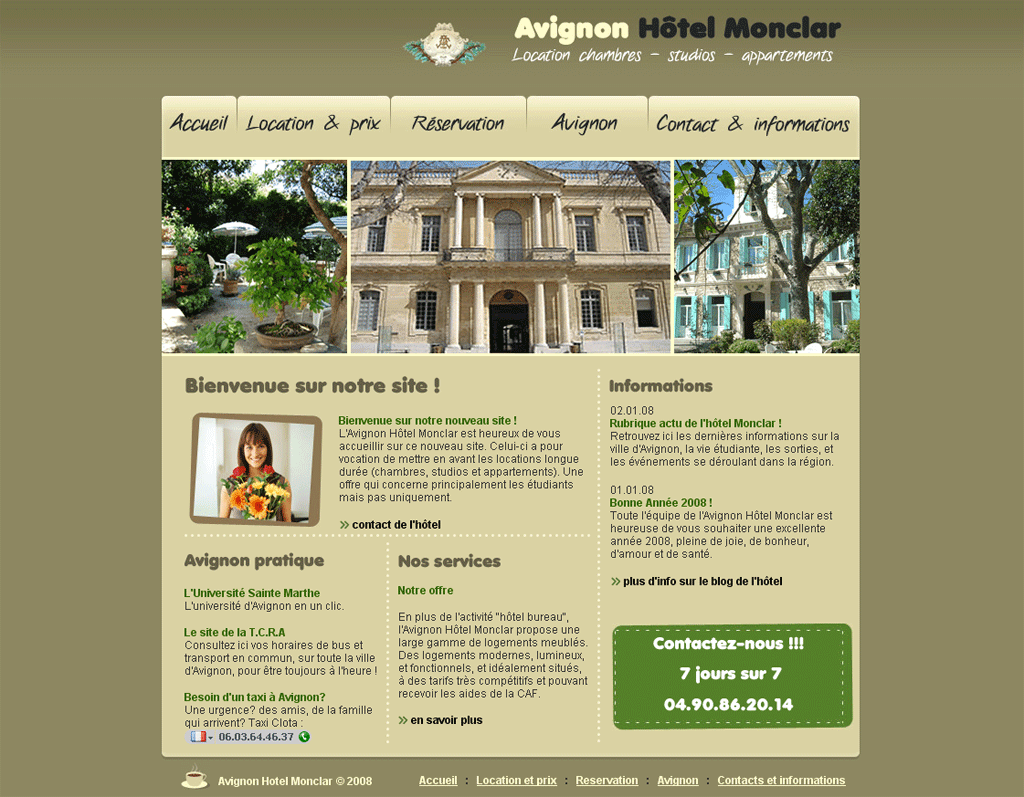 Avignon Hôtel Monclar
Location chambres - studios - appartements
Accueil
Location & prix
Réservation
Avignon
Contact & informations
Bienvenue sur notre site !
Bienvenue sur notre nouveau site !
L'Avignon Hôtel Monclar est heureux de vous
accueillir sur ce nouveau site. Celui-ci a pour
vocation de mettre en avant les locations longue
durée (chambres, studios et appartements). Une
offre qui concerne principalement les étudiants
mais pas uniquement.
contact de l'hôtel
Avignon pratique
L'Université Sainte Marthe
L'université d'Avignon en un clic.
Le site de la T.C.R.A
Consultez ici vos horaires de bus et
transport en commun, sur toute la ville
d'Avignon, pour être toujours à l'heure !
Besoin d'un taxi à Avignon?
Une urgence? des amis, de la famille
qui arrivent? Taxi Clota :
06.03.64.46.37
Nos services
Notre offre
En plus de l'activité "hôtel bureau",
l'Avignon Hôtel Monclar propose une
large gamme de logements meublés.
Des logements modernes, lumineux,
et fonctionnels, et idéalement situés,
à des tarifs très compétitifs et pouvant
recevoir les aides de la CAF.
en savoir plus
Informations
02.01.08
Rubrique actu de l'hôtel Monclar !
Retrouvez ici les dernières informations sur la
ville d'Avignon, la vie étudiante, les sorties, et
les événements se déroulant dans la région.
01.01.08
Bonne Année 2008 !
Toute l'équipe de l'Avignon Hôtel Monclar est
heureuse de vous souhaiter une excellente
année 2008, pleine de joie, de bonheur,
d'amour et de santé.
plus d'info sur le blog de l'hôtel
Contactez-nous !!!
7 jours sur 7
04.90.86.20.14
Avignon Hotel Monclar © 2008
Accueil : Location et prix : Reservation : Avignon : Contacts et informations